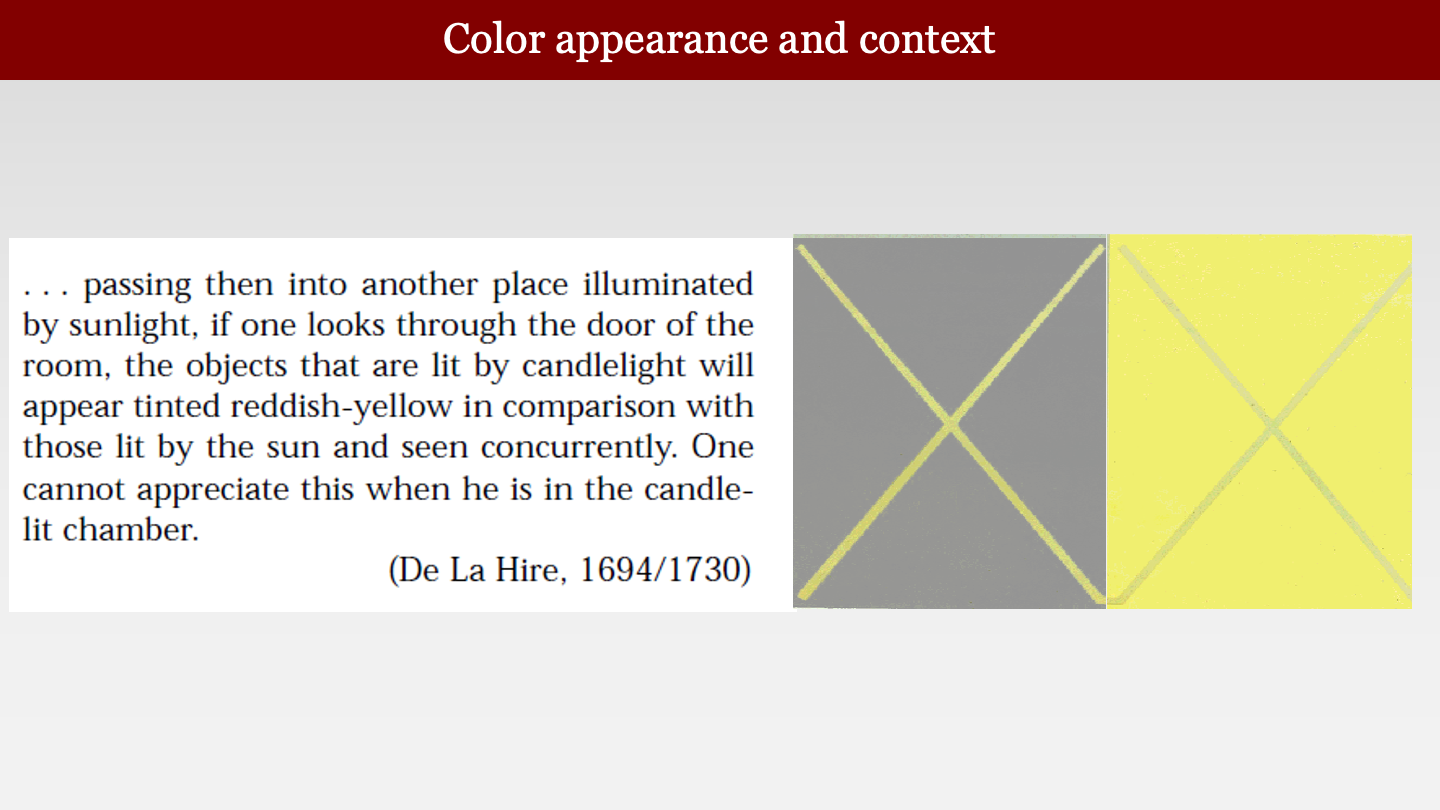 Color appearance and context
. . . passing then into another place illuminated
by sunlight, if one looks through the door of the
room, the objects that are lit by candlelight will
appear tinted reddish-yellow in comparison with
those lit by the sun and seen concurrently. One
cannot appreciate this when he is in the candle-
lit chamber.
(De La Hire, 1694/1730)